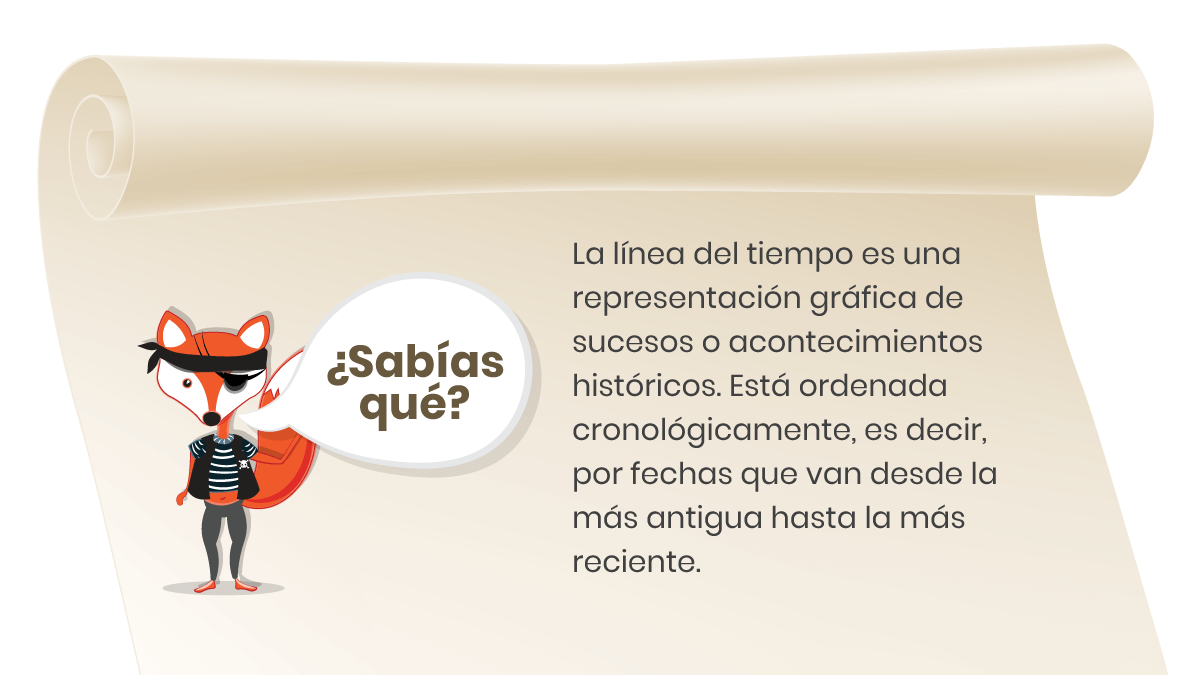 ¿Sabías
qué?
La línea del tiempo es una
representación gráfica de
sucesos o acontecimientos
históricos. Está ordenada
cronológicamente, es decir,
por fechas que van desde la
más antigua hasta la más
reciente.